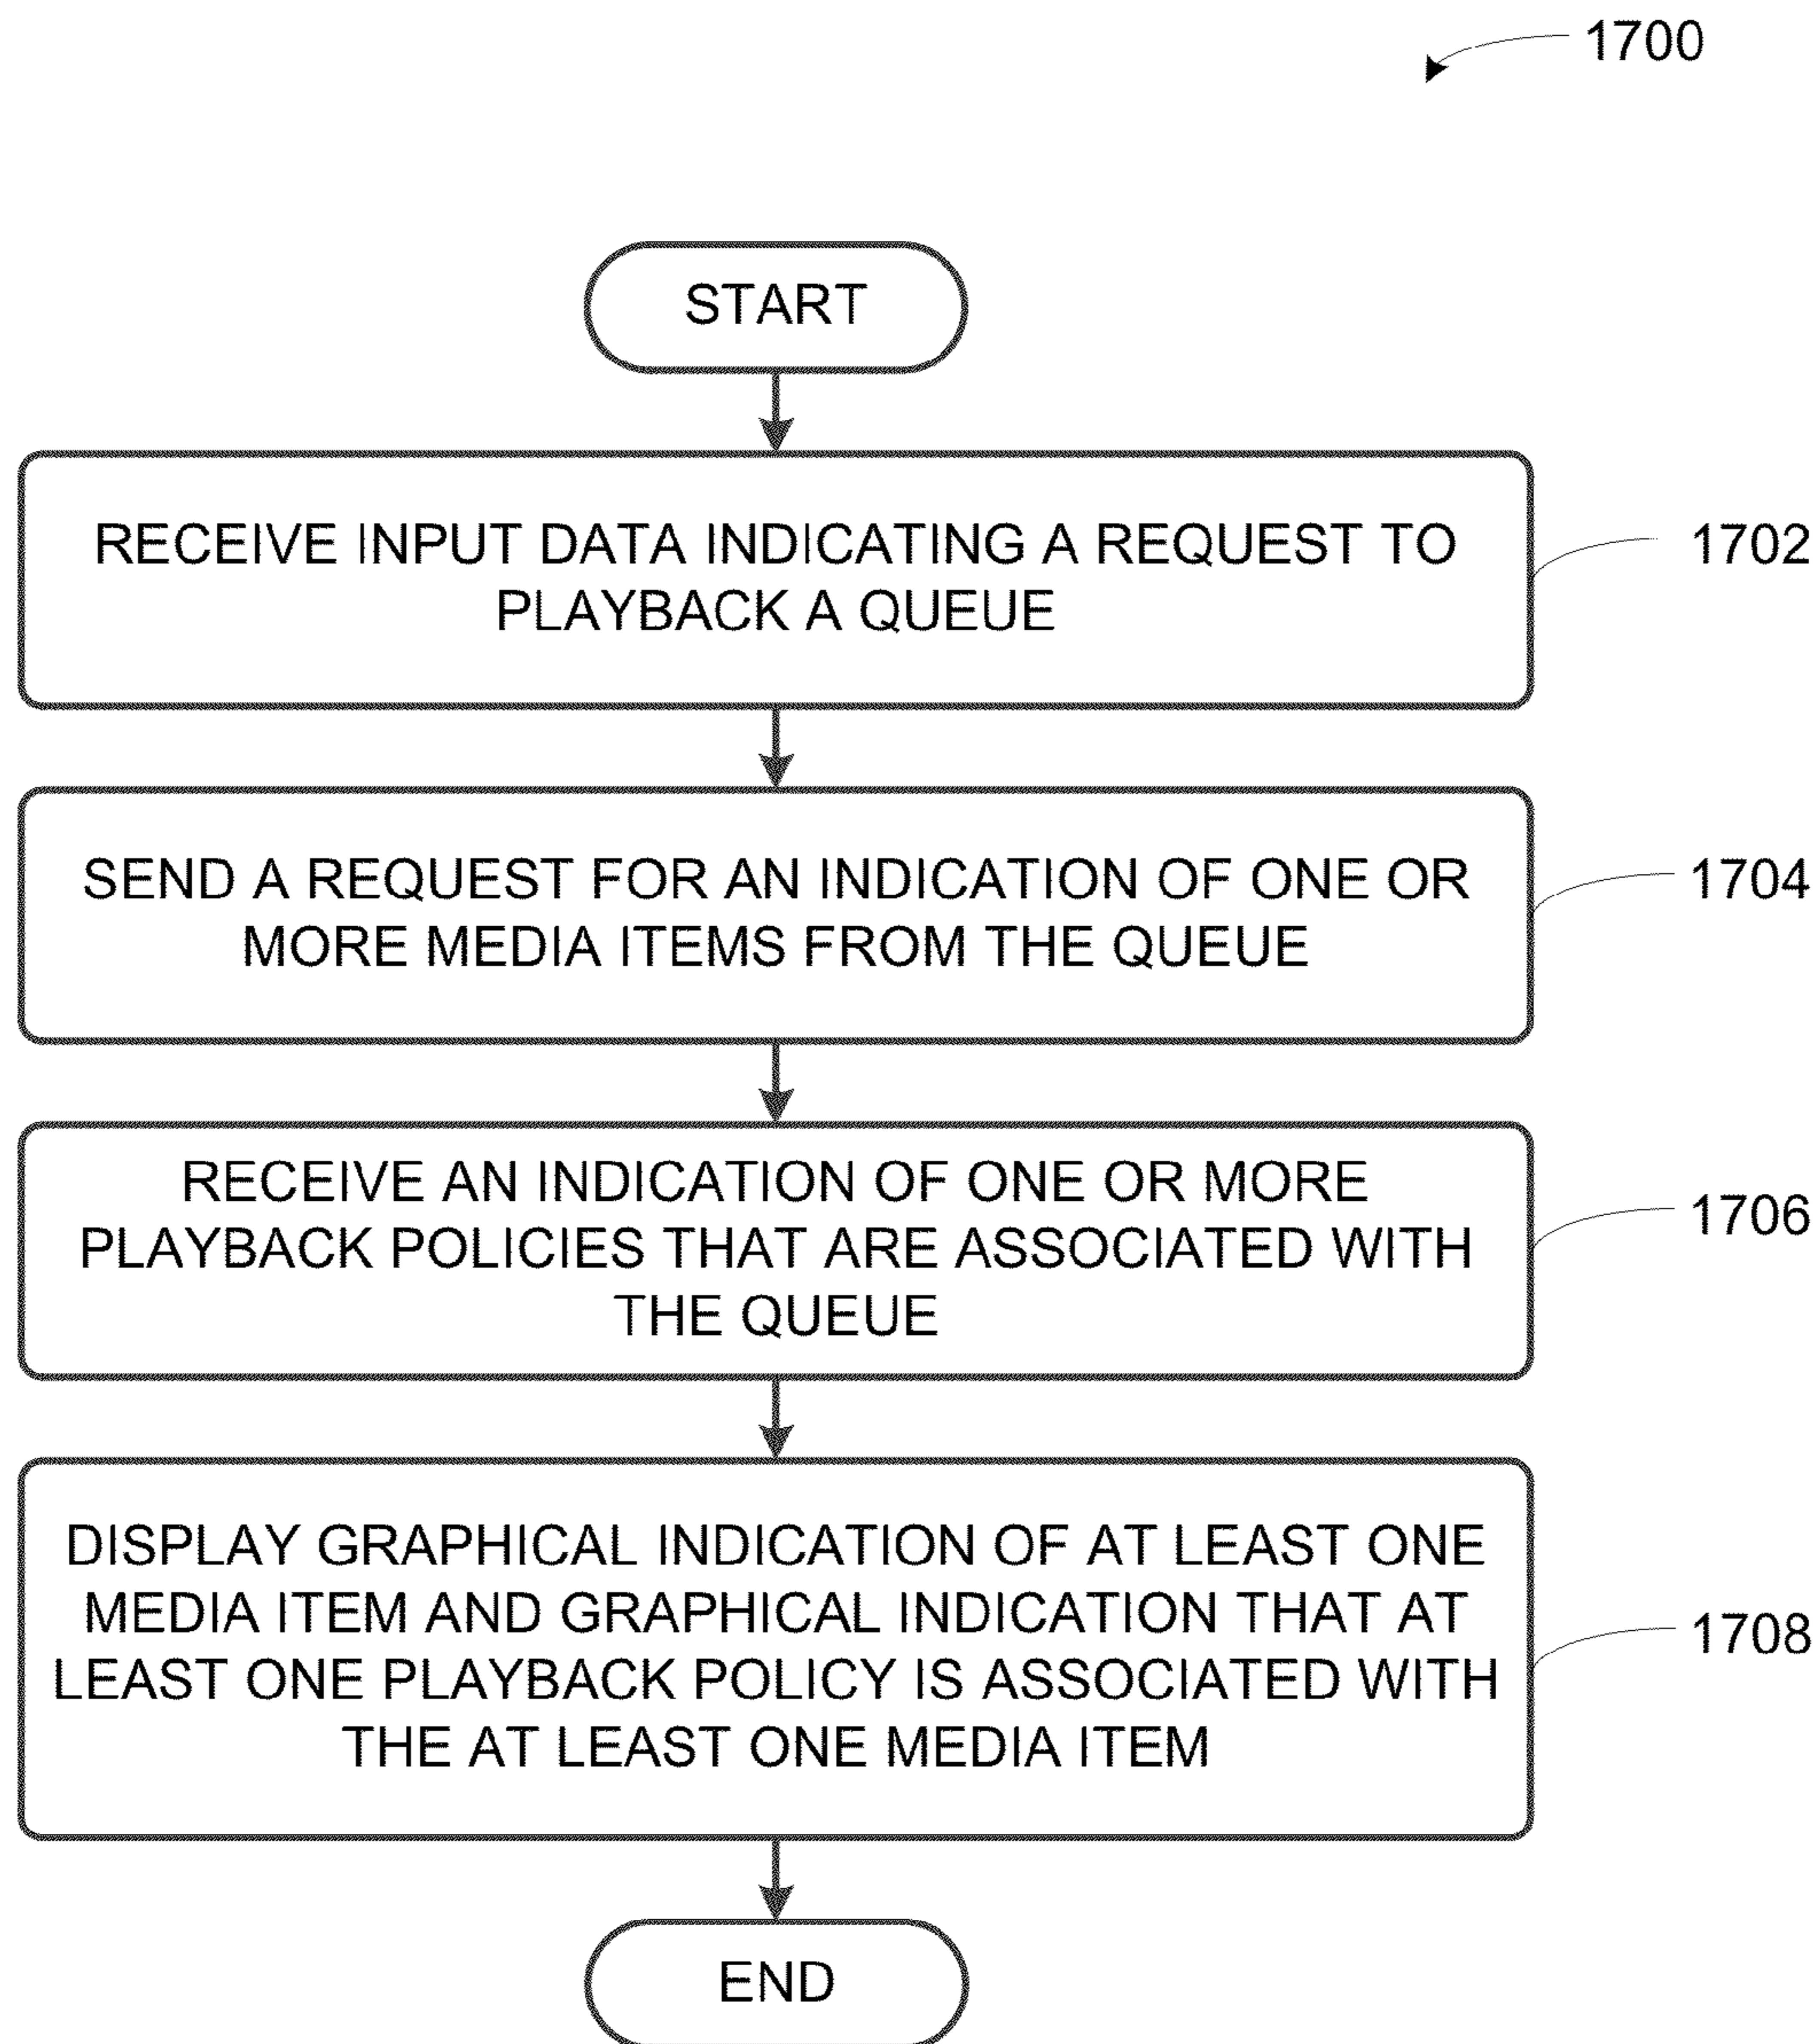 1700
START
RECEIVE INPUT DATA INDICATING A REQUEST TO
PLAYBACK A QUEUE
1702
SEND A REQUEST FOR AN INDICATION OF ONE OR
MORE MEDIA ITEMS FROM THE QUEUE
1704
RECEIVE AN INDICATION OF ONE OR MORE
PLAYBACK POLICIES THAT ARE ASSOCIATED WITH
THE QUEUE
1706
DISPLAY GRAPHICAL INDICATION OF AT LEAST ONE
MEDIA ITEM AND GRAPHICAL INDICATION THAT AT
LEAST ONE PLAYBACK POLICY IS ASSOCIATED WITH
THE AT LEAST ONE MEDIA ITEM
1708
END